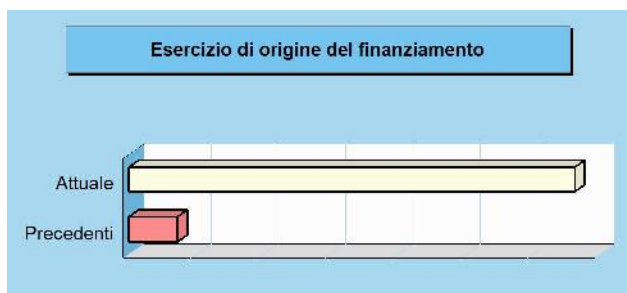 Esercizio di origine del finanziamento
Attuale
Precedenti